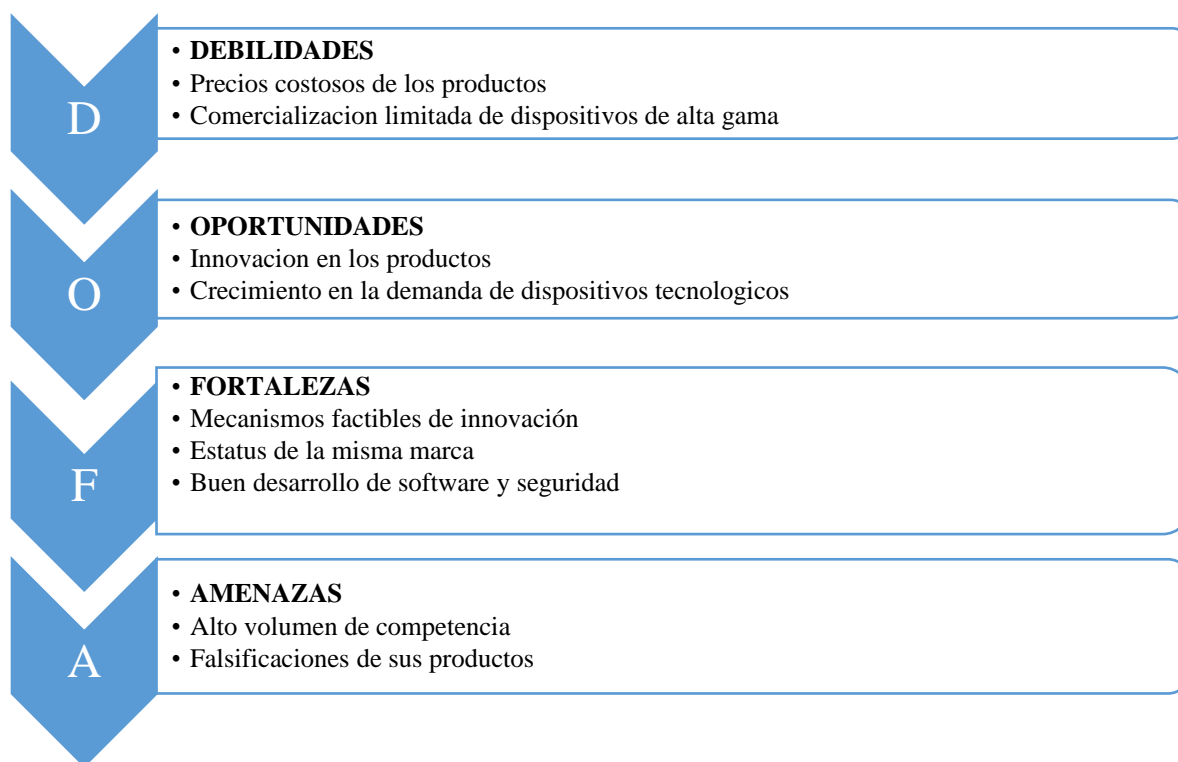 D
• DEBILIDADES
• Precios costosos de los productos
• Comercializacion limitada de dispositivos de alta gama
O
• OPORTUNIDADES
• Innovacion en los productos
• Crecimiento en la demanda de dispositivos tecnologicos
F
• FORTALEZAS
• Mecanismos factibles de innovación
• Estatus de la misma marca
• Buen desarrollo de software y seguridad
A
• AMENAZAS
• Alto volumen de competencia
• Falsificaciones de sus productos